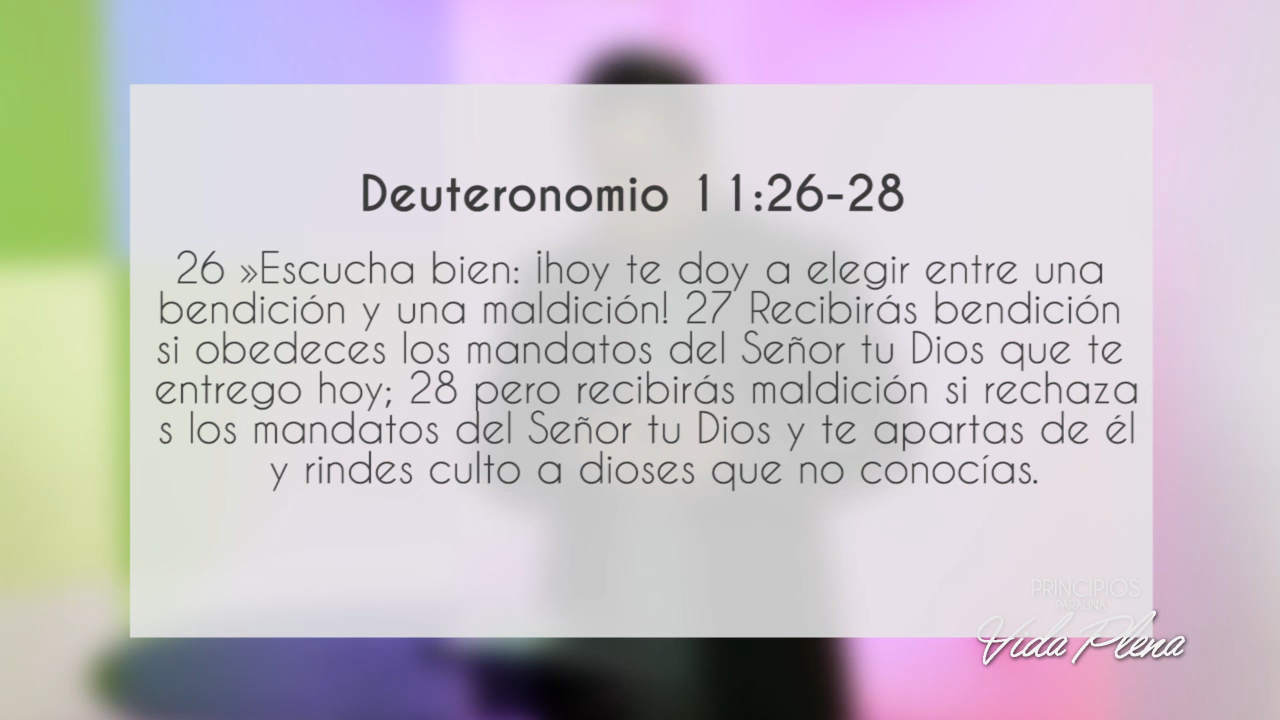 Deuteronomio 11:26-28
26 »Escucha bien: ¡hoy te doy a elegir entre una
bendición y una maldición! 27 Recibirás bendición
si obedeces los mandatos del Señor tu Dios que te
entrego hoy; 28 pero recibirás maldición si rechaza
s los mandatos del Señor tu Dios y te apartas de él
y rindes culto a dioses que no conocías.
PRINCIPIOS
PARA UNA
Vida Plena